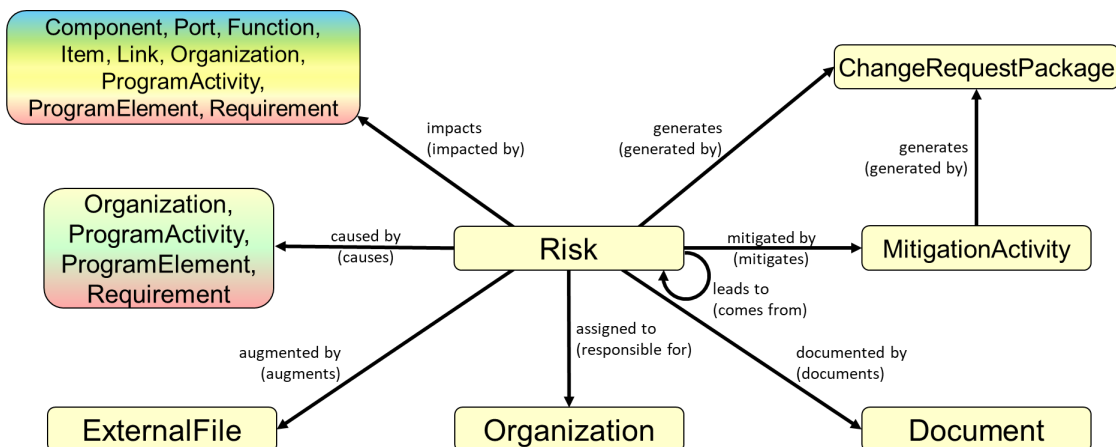 Component, Port, Function,
Item, Link, Organization,
ProgramActivity,
ProgramElement, Requirement
ChangeRequestPackage
impacts
(impacted by)
generates
(generated by)
generates
(generated by)
Organization,
ProgramActivity,
ProgramElement,
Requirement
caused by
(causes)
Risk
mitigated by
(mitigates)
MitigationActivity
leads to
(comes from)
augmented by
(augments)
assigned to
(responsible for)
documented by
(documents)
ExternalFile
Organization
Document